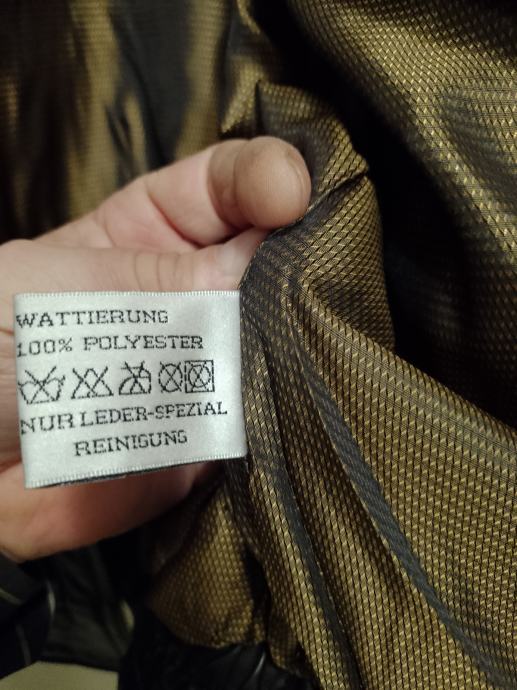 WATTIERUNG
100% POLYESTER
NUR LEDER-SPEZIAL
REINIGUNG